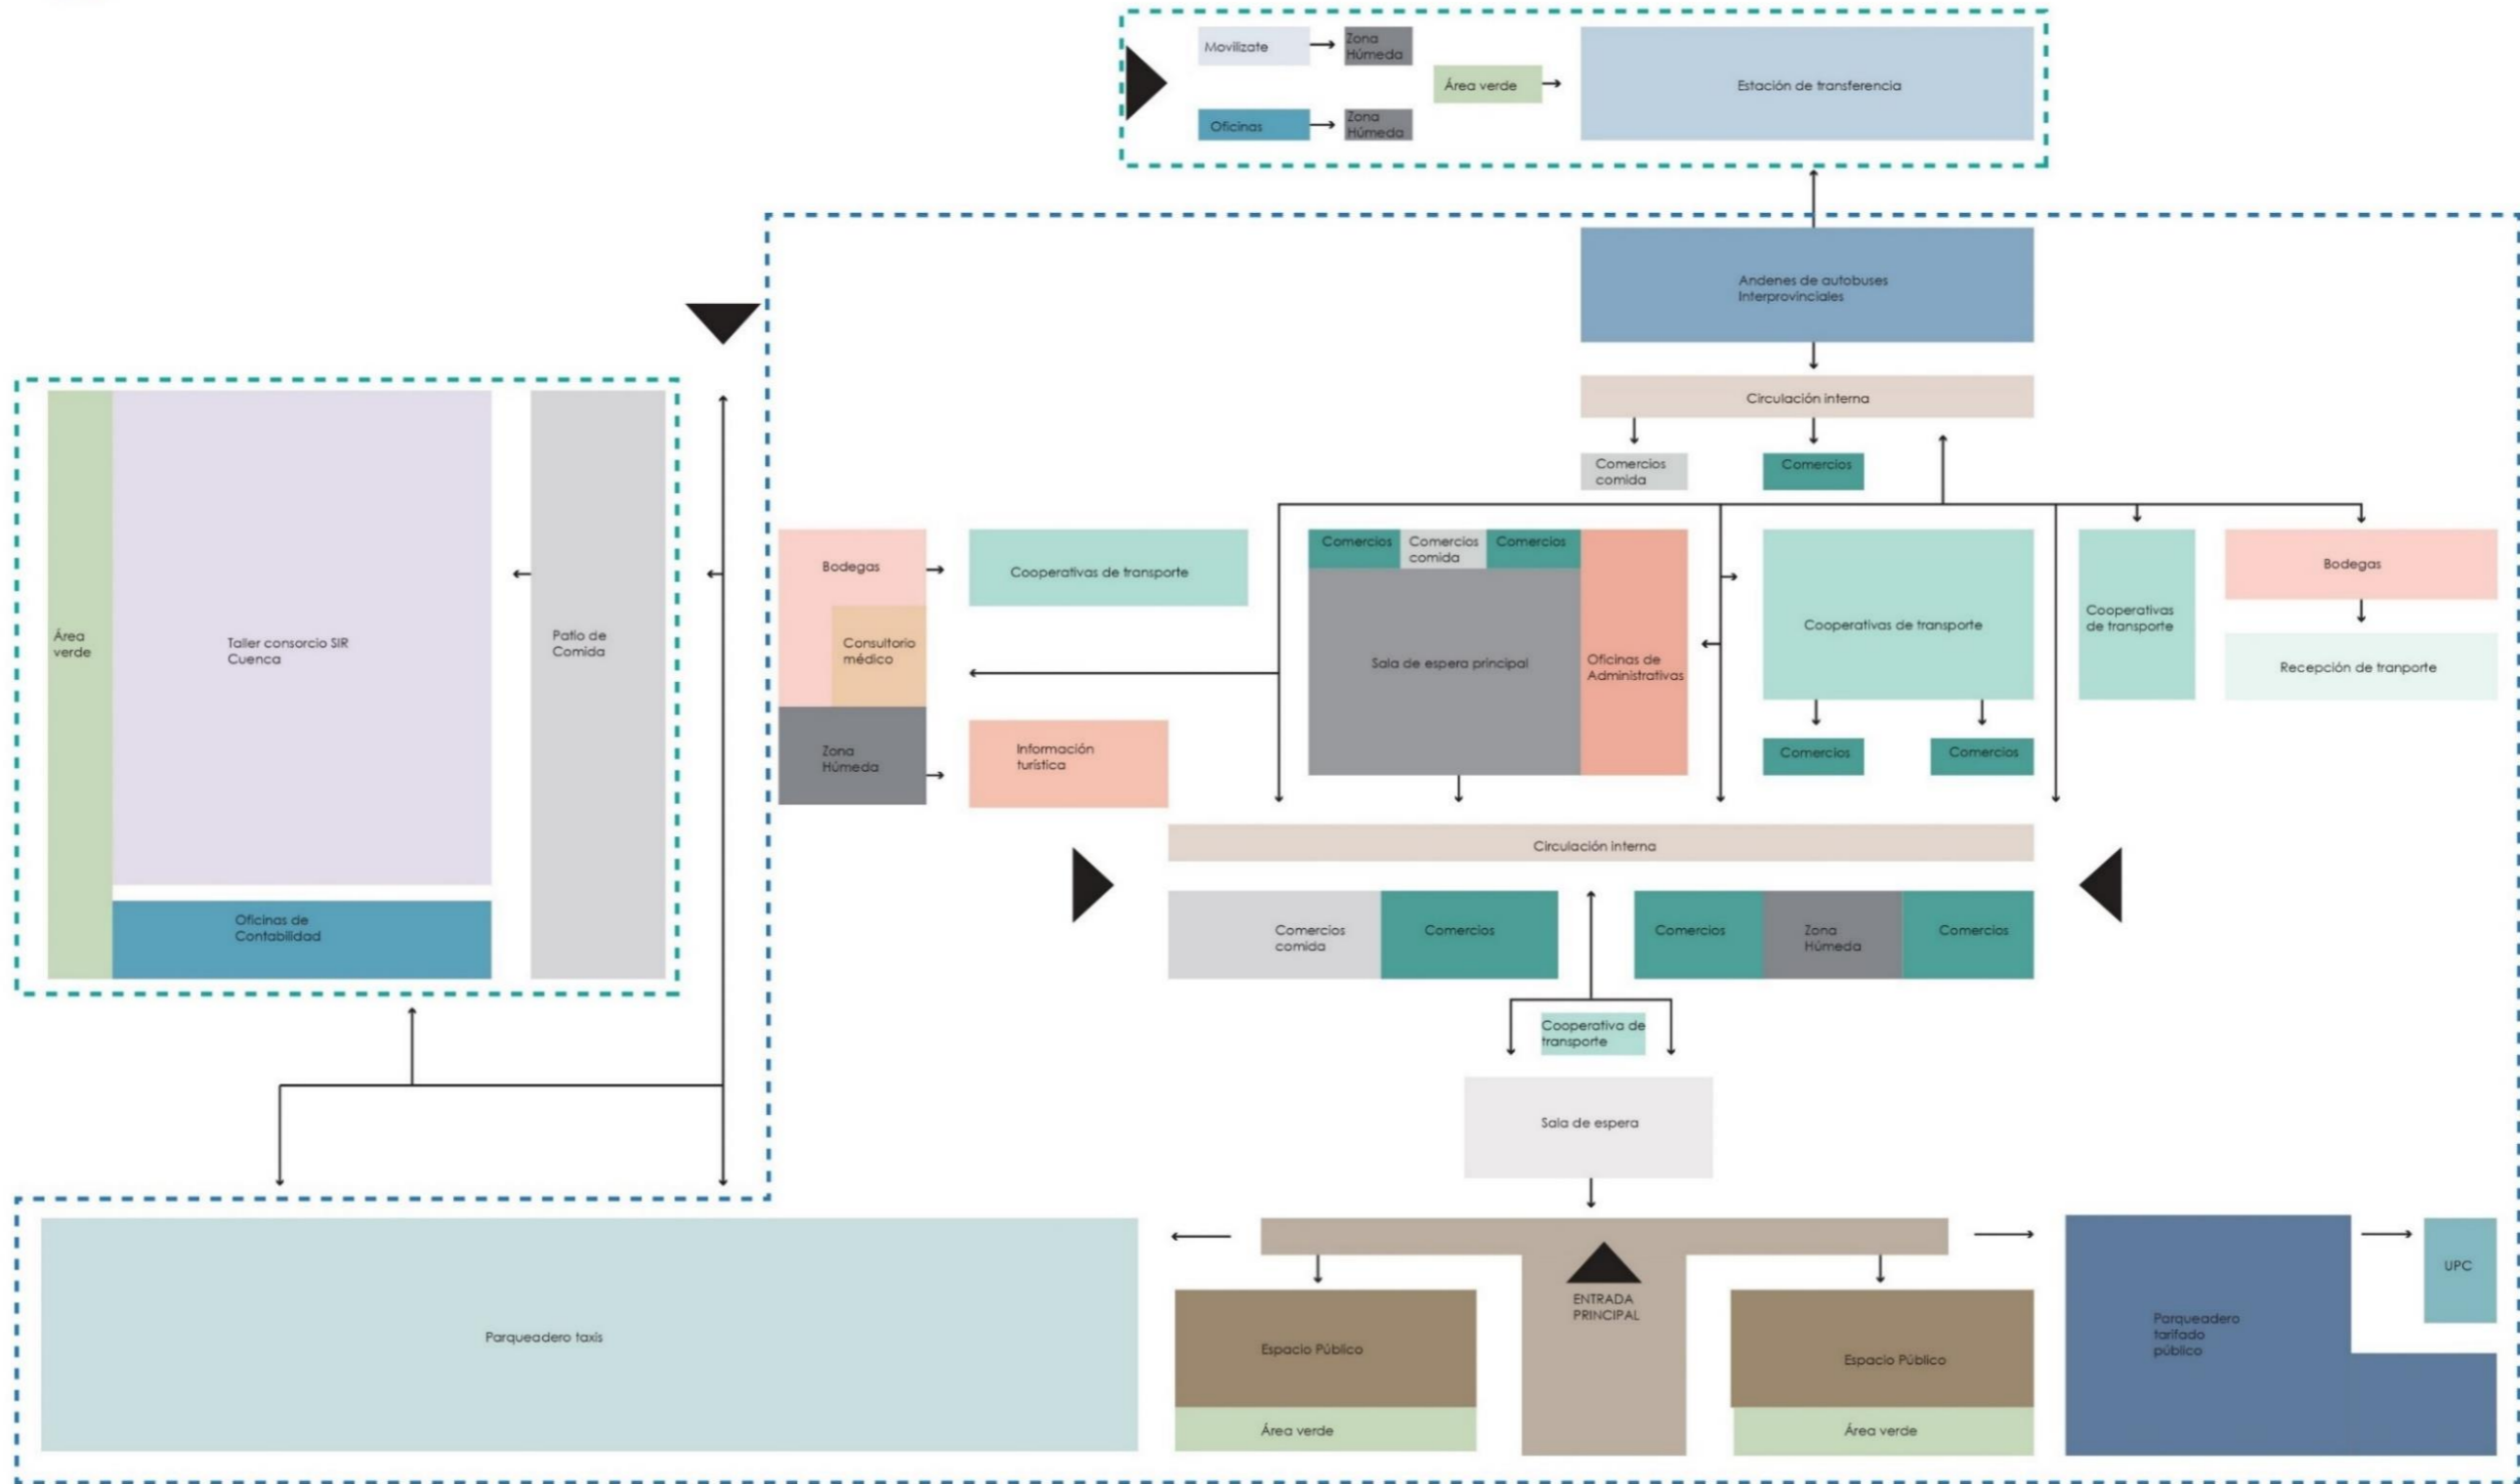 Movilizate
Zona
Húmeda
Área verde
Estación de transferencia
Oficinas
Zona
Húmeda
Andenes de autobuses
Interprovinciales
Circulación interna
Comercios
comida
Comercios
Área
verde
Taller consorcio SIR
Cuenca
Patio de
Comida
Oficinas de
Contabilidad
Bodegas
Cooperativas de transporte
Consultorio
médico
Zona
Húmeda
Información
turística
Comercios
Comercios
comida
Comercios
Sala de espera principal
Oficinas de
Administrativas
Cooperativas de transporte
Comercios
Comercios
Cooperativas
de transporte
Bodegas
Recepción de tranporte
Circulación interna
Comercios
comida
Comercios
Comercios
Zona
Húmeda
Comercios
Cooperativa de
transporte
Sala de espera
Parqueadero taxis
ENTRADA
PRINCIPAL
Espacio Público
Área verde
Espacio Público
Área verde
Parqueadero
tarifado
público
UPC